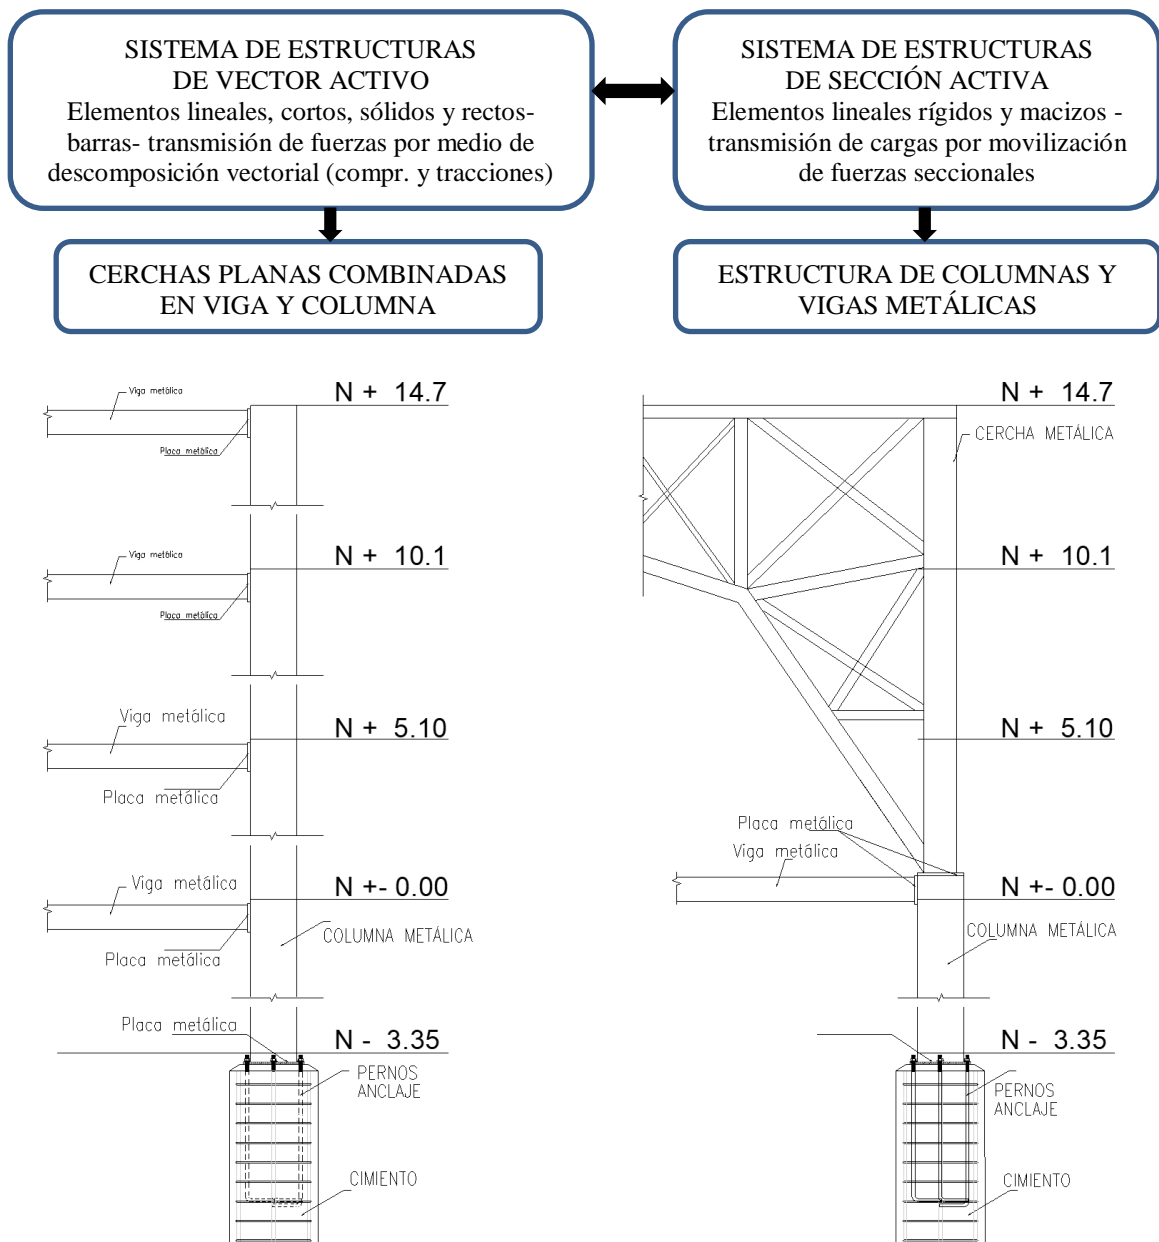 SISTEMA DE ESTRUCTURAS
DE VECTOR ACTIVO
Elementos lineales, cortos, sólidos y rectos-
barras- transmisión de fuerzas por medio de
descomposición vectorial (compr. y tracciones)
SISTEMA DE ESTRUCTURAS
DE SECCIÓN ACTIVA
Elementos lineales rígidos y macizos -
transmisión de cargas por movilización
de fuerzas seccionales
CERCHAS PLANAS COMBINADAS
EN VIGA Y COLUMNA
ESTRUCTURA DE COLUMNAS Y
VIGAS METÁLICAS
Viga metálica
N + 14.7
Placa metálica
Viga metálica
N + 10.1
Placa metálica
Viga metálica
N + 5.10
Placa metálica
Viga metálica
N +- 0.00
COLUMNA METÁLICA
Placa metálica
Placa metálica
N - 3.35
PERNOS
ANCLAJE
CIMIENTO
N + 14.7
CERCHA METÁLICA
N + 10.1
N + 5.10
Placa metálica
Viga metálica
N +- 0.00
COLUMNA METÁLICA
N - 3.35
PERNOS
ANCLAJE
CIMIENTO